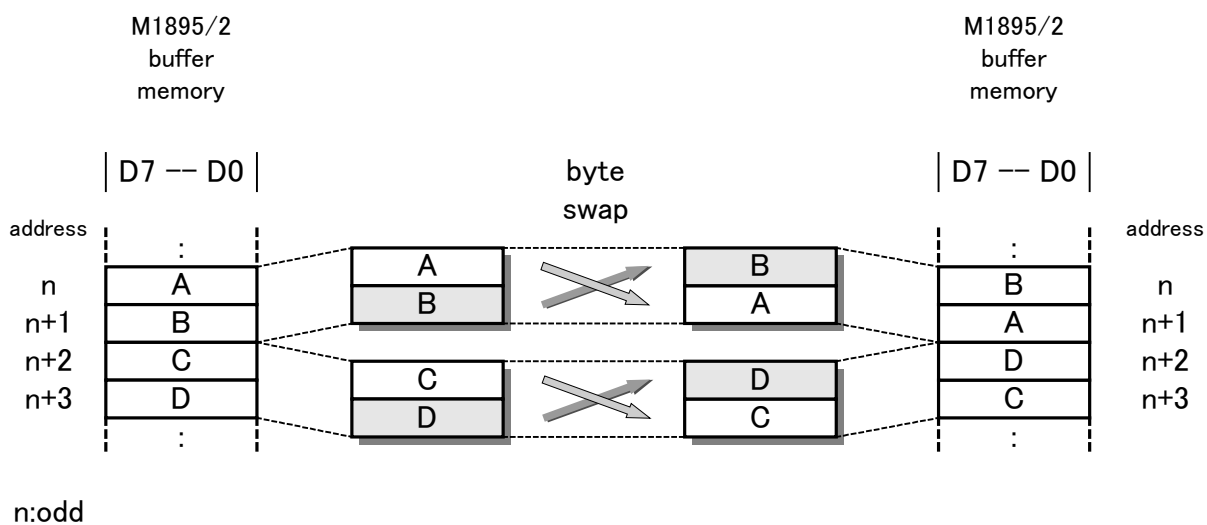 M1895/2
buffer
memory
M1895/2
buffer
memory
D7 -- D0
byte
swap
D7 -- D0
address
address
:
:
n
A
A
B
B
n
n+1
B
B
A
A
n+1
n+2
C
C
D
D
n+2
n+3
D
D
C
C
n+3
:
:
n:odd